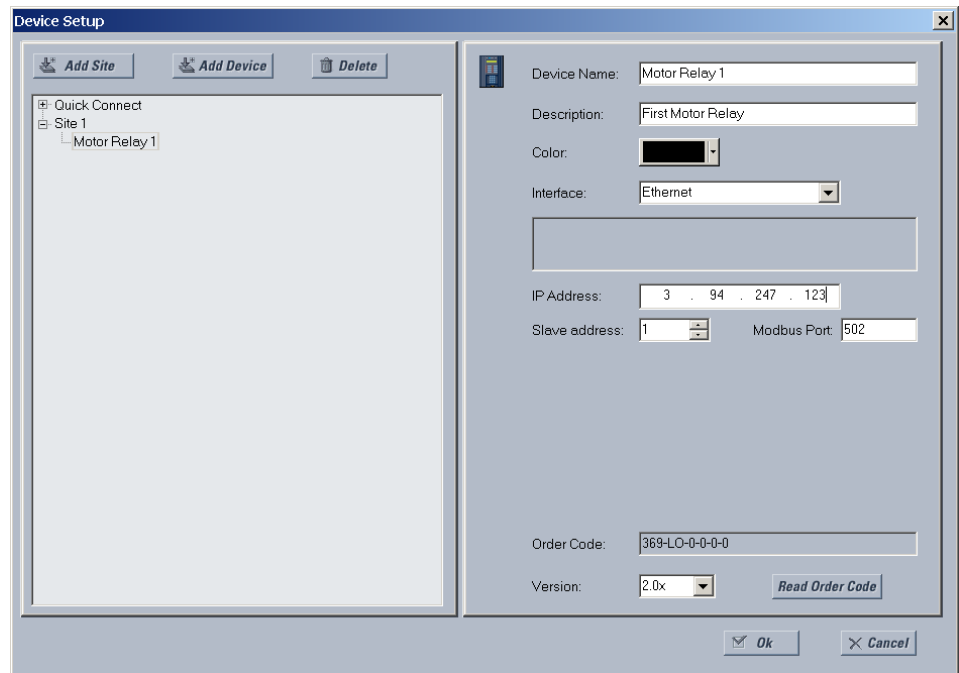 Device Setup
Add Site Add Device Delete
Quick Connect
Site 1
Motor Relay 1
Device Name: Motor Relay 1
Description: First Motor Relay
Color:
Interface: Ethernet
IP Address: 3 . 94 . 247 . 123
Slave address: 1 Modbus Port: 502
Order Code: 369-LO-0-0-0-0
Version: 2.0x Read Order Code
Ok Cancel